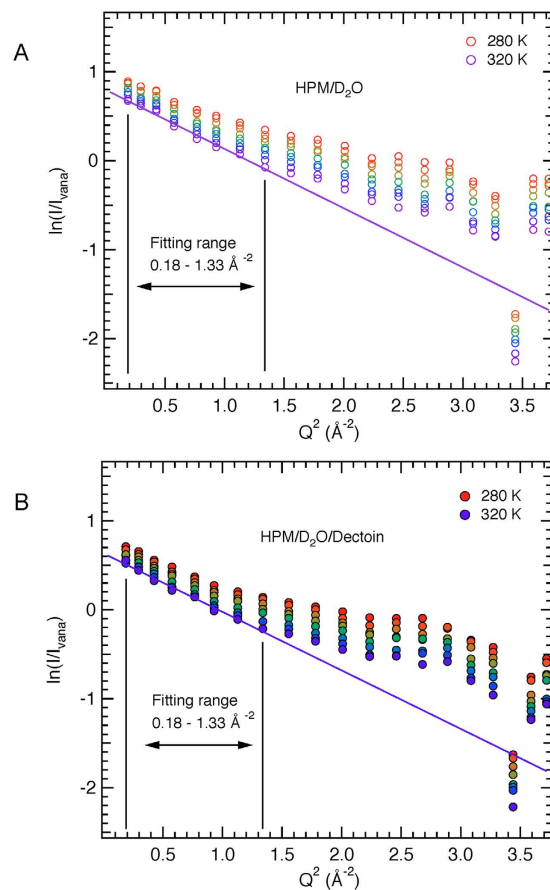 A
280 K
320 K
HPM/D2O
1
0
-1
-2
ln(I/Ivana)
Fitting range
0.18 - 1.33 Å-2
0.5 1.0 1.5 2.0 2.5 3.0 3.5
Q2 (Å-2)
B
280 K
320 K
HPM/D2O/Dectoin
1
0
-1
-2
ln(I/Ivana)
Fitting range
0.18 - 1.33 Å-2
0.5 1.0 1.5 2.0 2.5 3.0 3.5
Q2 (Å-2)